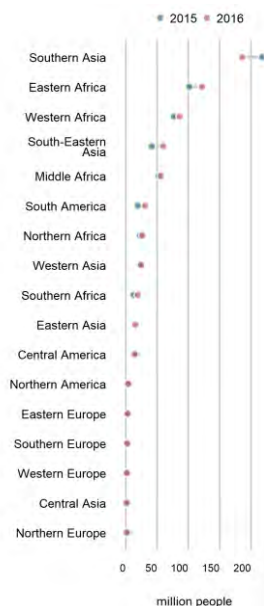 2015 2016
Southern Asia
Eastern Africa
Western Africa
South-Eastern
Asia
Middle Africa
South America
Northern Africa
Western Asia
Southern Africa
Eastern Asia
Central America
Northern America
Eastern Europe
Southern Europe
Western Europe
Central Asia
Northern Europe
0 50 100 150 200
million people